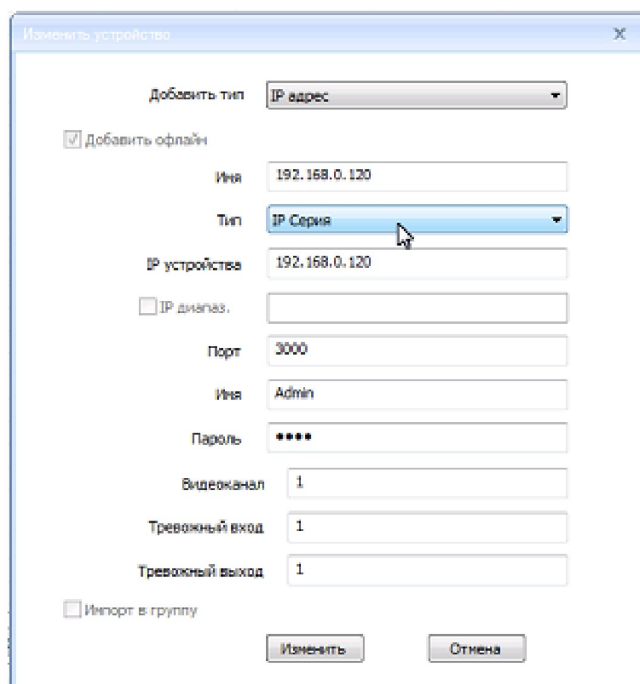 Изменить устройство
Добавить тип IP адрес
Добавить офлайн
Имя 192.168.0.120
Тип IP Серия
IP устройства 192.168.0.120
IP диапаз.
Порт 3000
Имя Admin
Пароль ••••
Видеоканал 1
Тревожный вход 1
Тревожный выход 1
Импорт в группу
Изменить Отмена